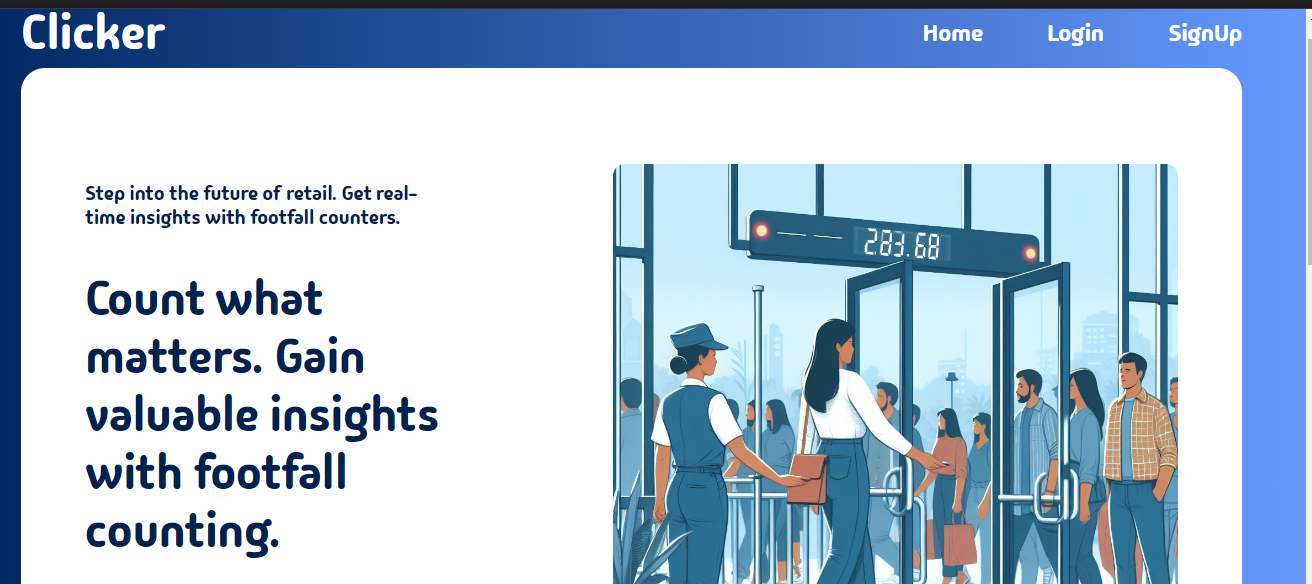 Clicker
Home Login SignUp
Step into the future of retail. Get real-
time insights with footfall counters.
Count what
matters. Gain
valuable insights
with footfall
counting.
283.68